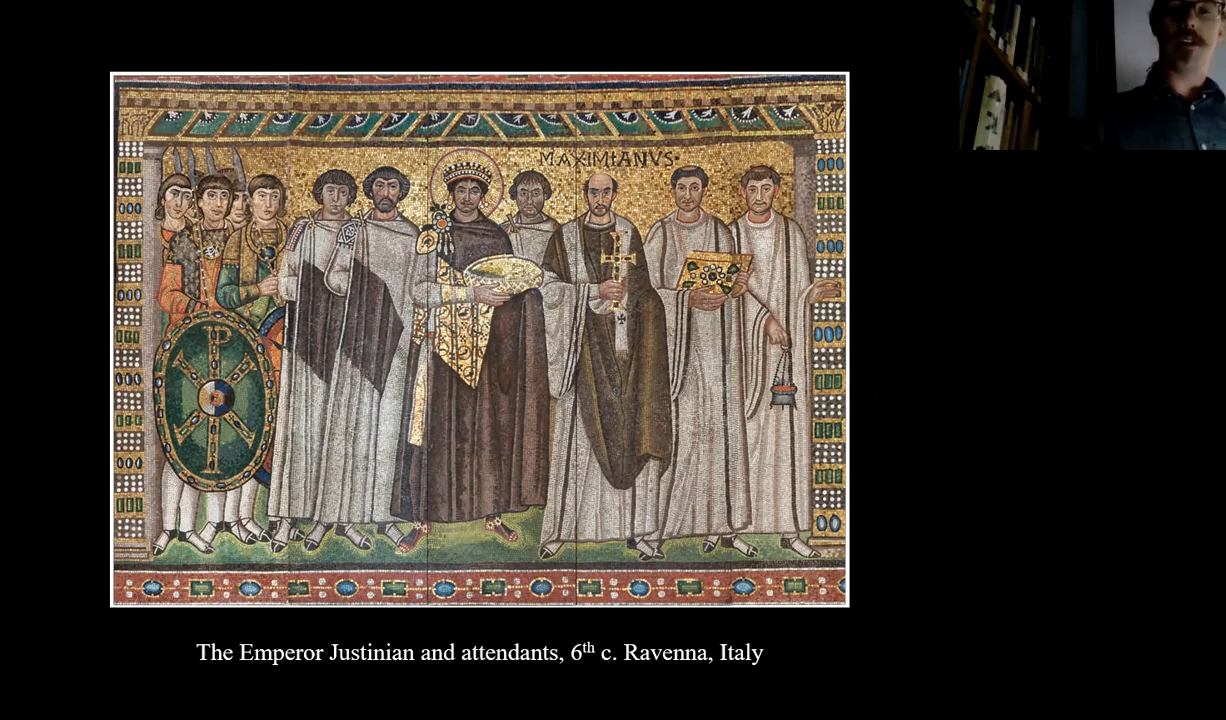 MAXIMIANVS·
The Emperor Justinian and attendants, 6th c. Ravenna, Italy